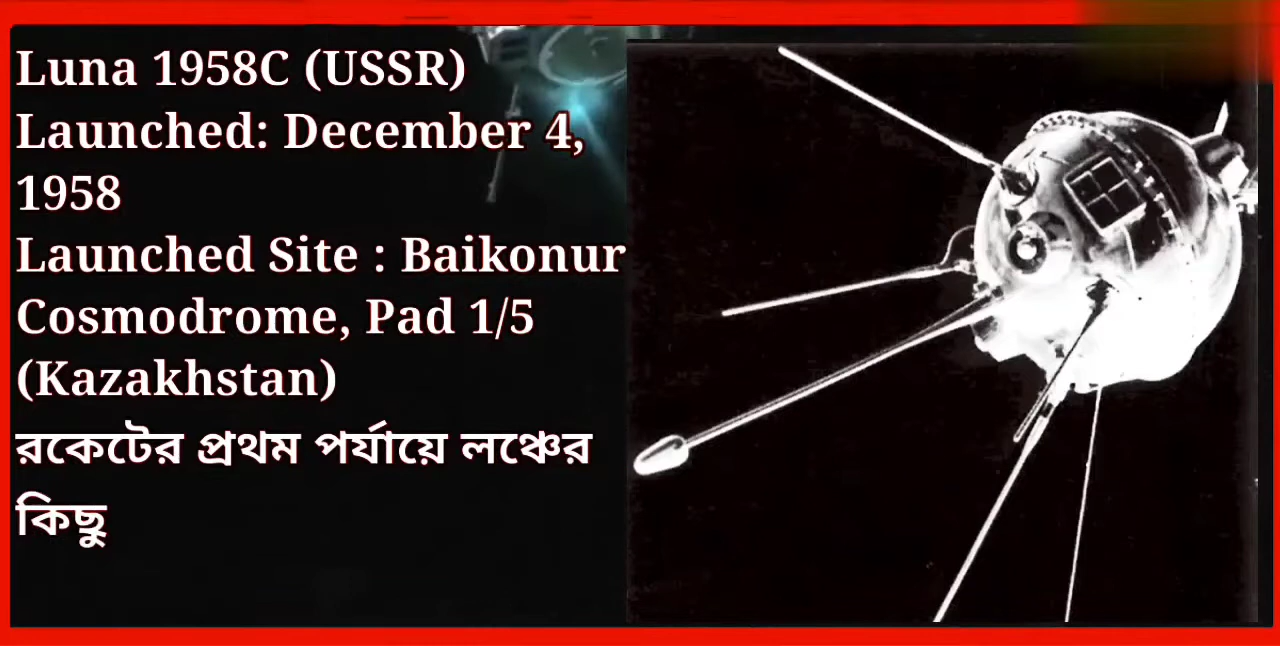 Luna 1958C (USSR)
Launched: December 4,
1958
Launched Site : Baikonur
Cosmodrome, Pad 1/5
(Kazakhstan)
রকেটের প্রথম পর্যায়ে লঞ্চের
কিছু